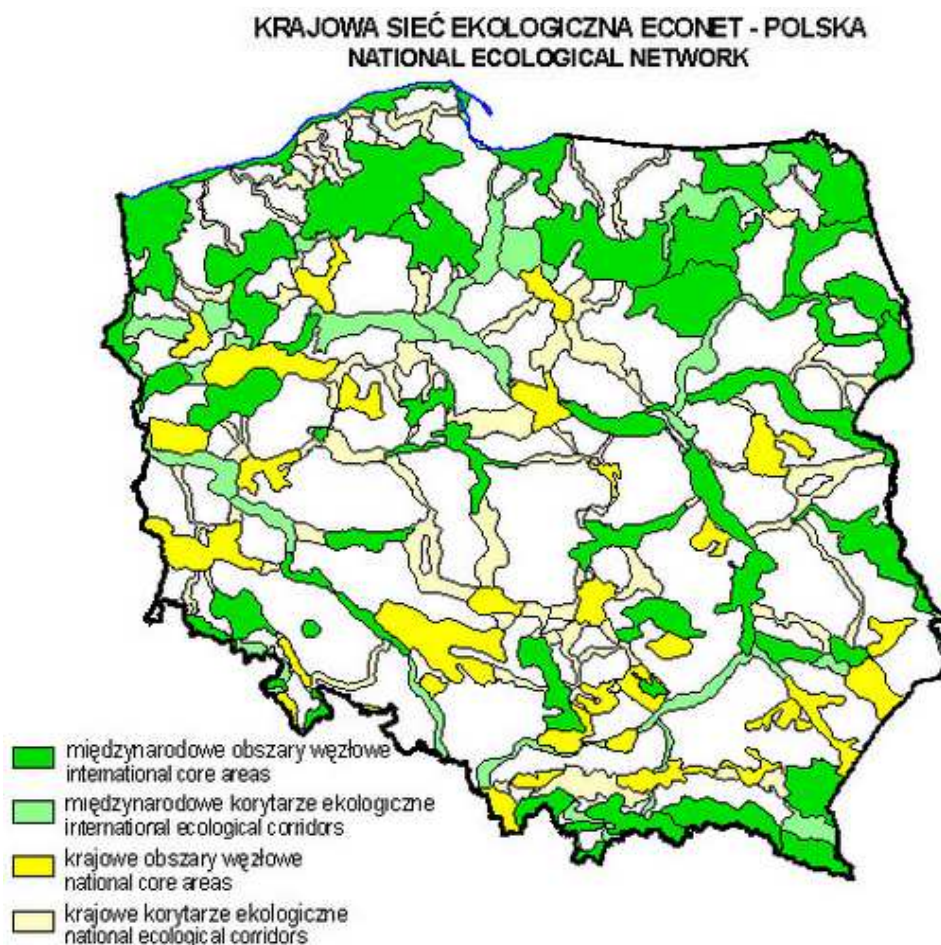 KRAJOWA SIEĆ EKOLOGICZNA ECONET - POLSKA
NATIONAL ECOLOGICAL NETWORK
międzynarodowe obszary węzłowe
international core areas
międzynarodowe korytarze ekologiczne
international ecological corridors
krajowe obszary węzłowe
national core areas
krajowe korytarze ekologiczne
national ecological corridors